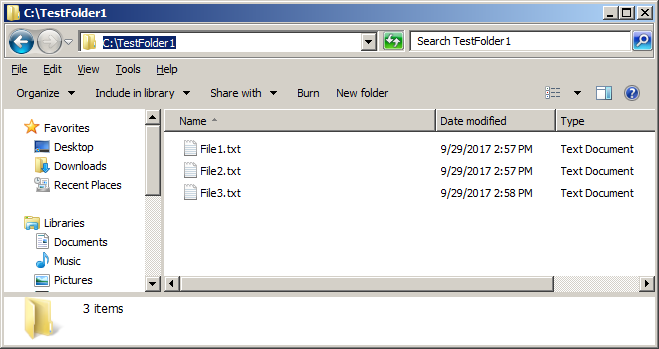 C:\TestFolder1
C:\TestFolder1 Search TestFolder1
File Edit View Tools Help
Organize Include in library Share with Burn New folder
Favorites
Desktop
Downloads
Recent Places
Libraries
Documents
Music
Pictures
Name Date modified Type
File1.txt 9/29/2017 2:57 PM Text Document
File2.txt 9/29/2017 2:57 PM Text Document
File3.txt 9/29/2017 2:58 PM Text Document
3 items